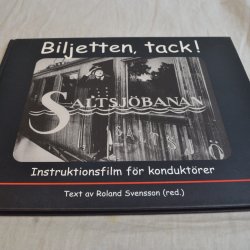 Biljetten, tack!
SALTSJÖBANAN
Instruktionsfilm för konduktörer
Text av Roland Svensson (red.)